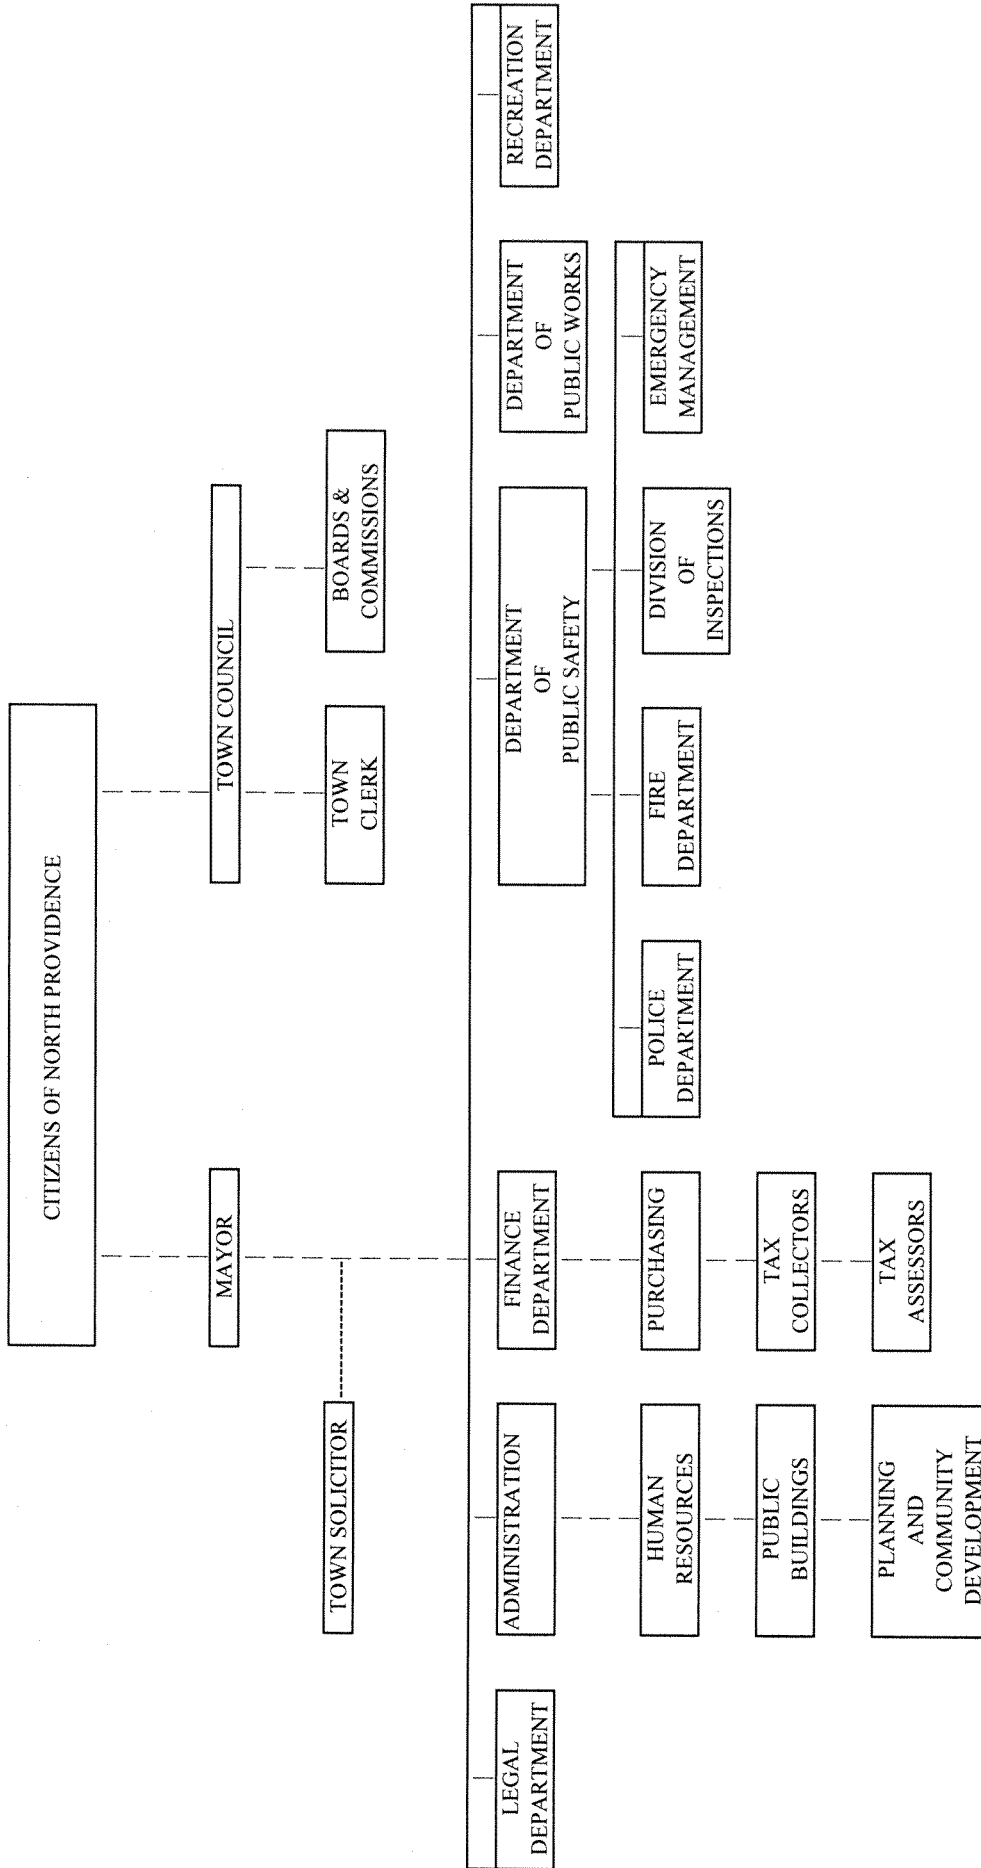 CITIZENS OF NORTH PROVIDENCE
MAYOR
TOWN COUNCIL
TOWN SOLICITOR
TOWN
CLERK
BOARDS &
COMMISSIONS
LEGAL
DEPARTMENT
ADMINISTRATION
FINANCE
DEPARTMENT
DEPARTMENT
OF
PUBLIC SAFETY
DEPARTMENT
OF
PUBLIC WORKS
RECREATION
DEPARTMENT
HUMAN
RESOURCES
PURCHASING
POLICE
DEPARTMENT
FIRE
DEPARTMENT
DIVISION
OF
INSPECTIONS
EMERGENCY
MANAGEMENT
PUBLIC
BUILDINGS
TAX
COLLECTORS
PLANNING
AND
COMMUNITY
DEVELOPMENT
TAX
ASSESSORS